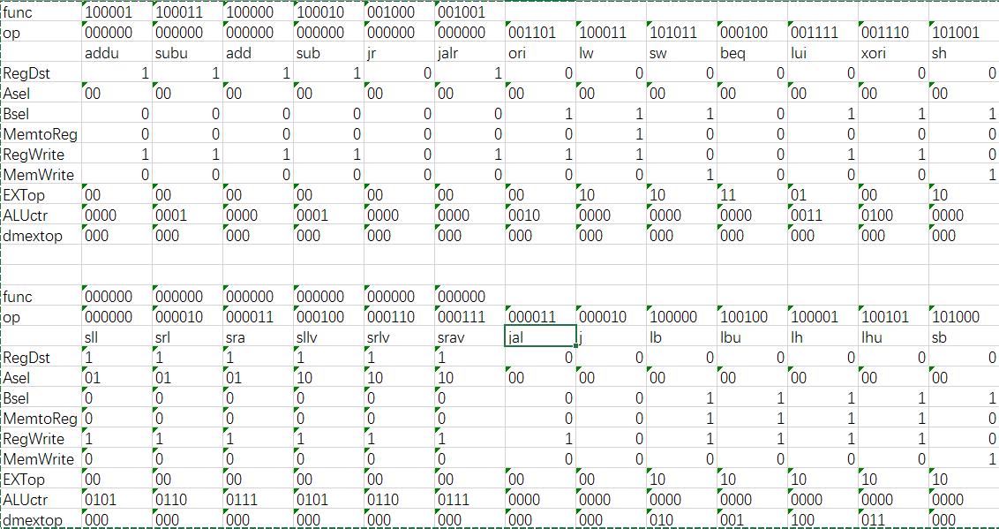 func 100001 100011 100000 100010 001000 001001
op 000000 000000 000000 000000 000000 000000 001101 100011 101011 000100 001111 001110 101001
addu subu add sub jr jalr ori lw sw beq lui xori sh
RegDst 1 1 1 1 0 1 0 0 0 0 0 0 0
Asel 00 00 00 00 00 00 00 00 00 00 00 00 00
Bsel 0 0 0 0 0 0 1 1 1 0 1 1 1
MemtoReg 0 0 0 0 0 0 0 1 0 0 0 0 0
RegWrite 1 1 1 1 0 1 1 1 0 0 1 1 0
MemWrite 0 0 0 0 0 0 0 0 1 0 0 0 1
EXTop 00 00 00 00 00 00 00 10 10 11 01 00 10
ALUctr 0000 0001 0000 0001 0000 0000 0010 0000 0000 0000 0011 0100 0000
dmextop 000 000 000 000 000 000 000 000 000 000 000 000 000
func 000000 000000 000000 000000 000000 000000
op 000000 000010 000011 000100 000110 000111 000011 000010 100000 100100 100001 100101 101000
sll srl sra sllv srlv srav jal j lb lbu lh lhu sb
RegDst 1 1 1 1 1 1 0 0 0 0 0 0 0
Asel 01 01 01 10 10 10 00 00 00 00 00 00 00
Bsel 0 0 0 0 0 0 0 0 1 1 1 1 1
MemtoReg 0 0 0 0 0 0 0 0 1 1 1 1 0
RegWrite 1 1 1 1 1 1 1 0 1 1 1 1 0
MemWrite 0 0 0 0 0 0 0 0 0 0 0 0 1
EXTop 00 00 00 00 00 00 00 00 10 10 10 10 10
ALUctr 0101 0110 0111 0101 0110 0111 0000 0000 0000 0000 0000 0000 0000
dmextop 000 000 000 000 000 000 000 000 010 001 100 011 000